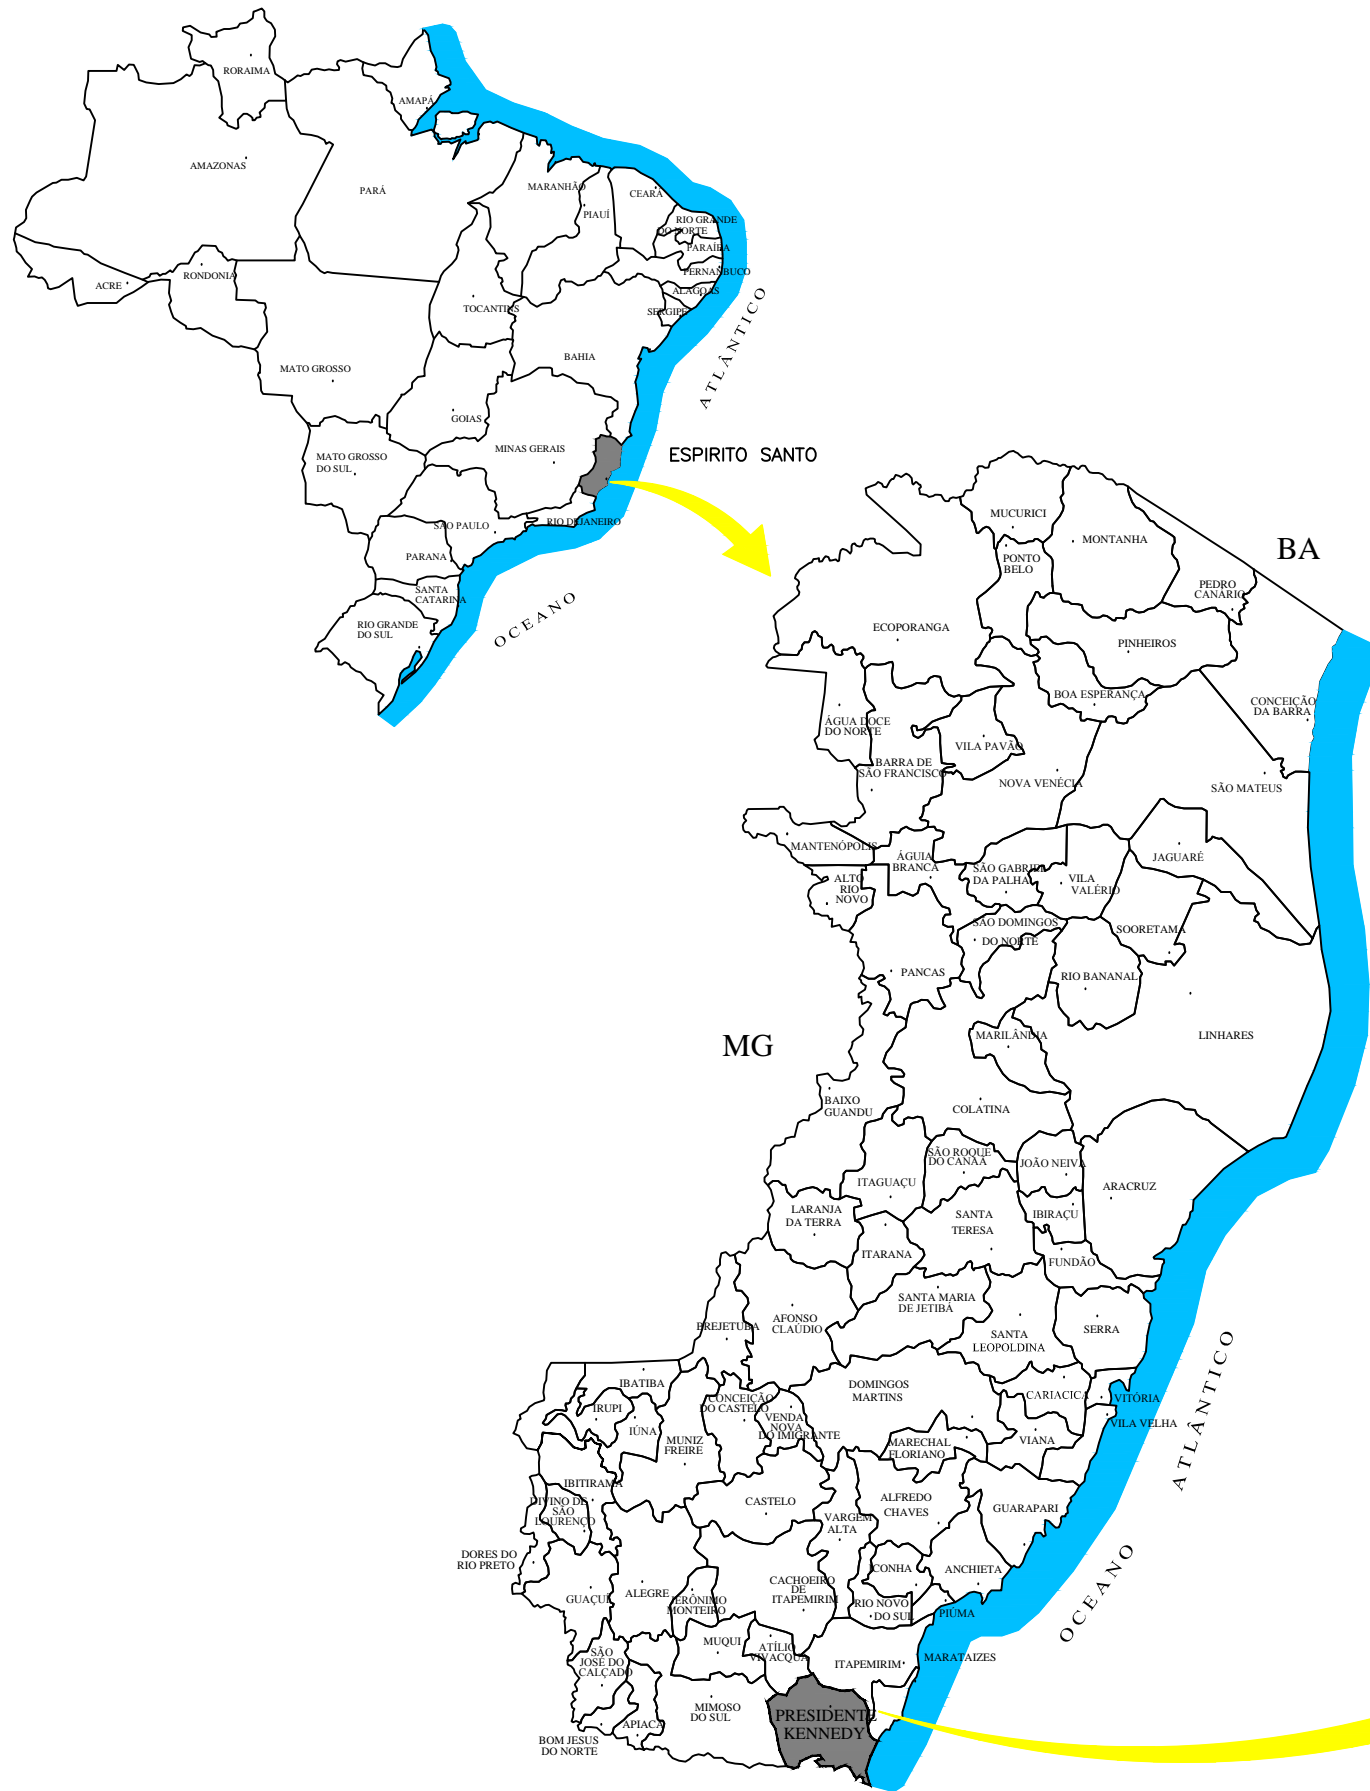 RORAIMA
AMAPÁ
AMAZONAS
PARÁ
MARANHÃO
CEARÁ
PIAUÍ
RIO GRANDE
DO NORTE
PARAÍBA
PERNANBUCO
ACRE
RONDONIA
ALAGOAS
SERGIPE
TOCANTINS
BAHIA
MATO GROSSO
GOIAS
MINAS GERAIS
MATO GROSSO
DO SUL
ESPIRITO SANTO
SAO PAULO
RIO DE JANEIRO
PARANA
SANTA
CATARINA
RIO GRANDE
DO SUL
OCEANO
ATLÂNTICO
MUCURICI
MONTANHA
BA
PONTO
BELO
PEDRO
CANÁRIO
ECOPORANGA
PINHEIROS
BOA ESPERANÇA
CONCEIÇÃO
DA BARRA
ÁGUA DOCE
DO NORTE
VILA PAVÃO
BARRA DE
SÃO FRANCISCO
NOVA VENÉCIA
SÃO MATEUS
MANTENÓPOLIS
ÁGUIA
BRANCA
SÃO GABRIEL
DA PALHA
VILA
VALÉRIO
JAGUARÉ
ALTO
RIO
NOVO
SÃO DOMINGOS
DO NORTE
SOORETAMA
PANCAS
RIO BANANAL
MG
MARILÂNDIA
LINHARES
BAIXO
GUANDU
COLATINA
SÃO ROQUE
DO CANAÃ
JOÃO NEIVA
ITAGUAÇU
ARACRUZ
LARANJA
DA TERRA
SANTA
TERESA
IBIRAÇU
ITARANA
FUNDÃO
SANTA MARIA
DE JETIBÁ
BREJETUBA
AFONSO
CLAÚDIO
SANTA
LEOPOLDINA
SERRA
IBATIBA
DOMINGOS
MARTINS
CARIACICA
VITÓRIA
IRUPI
CONCEIÇÃO
DO CASTELO
VENDA
NOVA
DO IMIGRANTE
VILA VELHA
IÚNA
MUNIZ
FREIRE
MARECHAL
FLORIANO
VIANA
IBITIRAMA
DIVINO DE
SÃO
LOURENÇO
CASTELO
ALFREDO
CHAVES
GUARAPARI
VARGEM
ALTA
DORES DO
RIO PRETO
ICONHA
ANCHIETA
GUAÇUÍ
ALEGRE
JERÔNIMO
MONTEIRO
CACHOEIRO
DE
ITAPEMIRIM
RIO NOVO
DO SUL
PIÚMA
SÃO
JOSÉ DO
CALÇADO
MUQUI
ATÍLIO
VIVACQUA
ITAPEMIRIM
MARATAIZES
MIMOSO
DO SUL
PRESIDENTE
KENNEDY
APIACÁ
BOM JESUS
DO NORTE
OCEANO
ATLÂNTICO